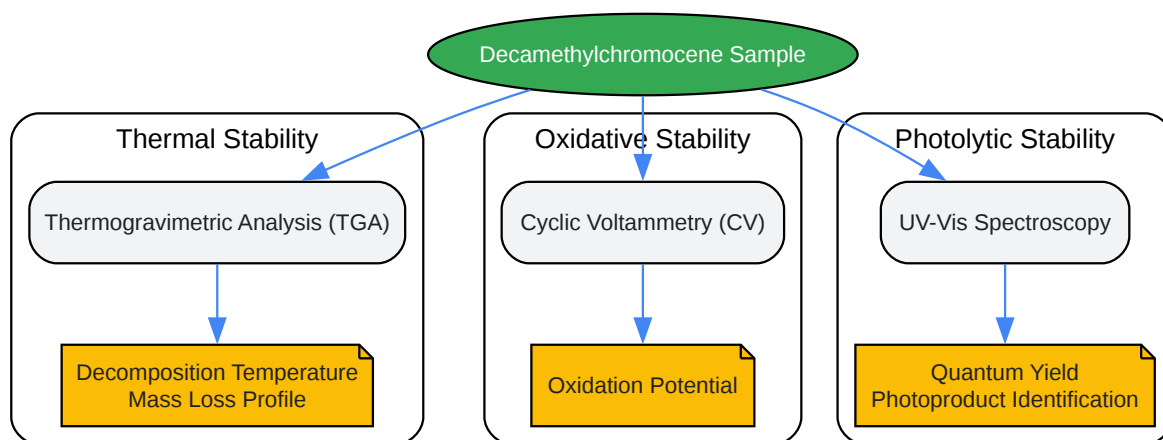 Decamethylchromocene Sample
Thermal Stability
Oxidative Stability
Photolytic Stability
Thermogravimetric Analysis (TGA)
Cyclic Voltammetry (CV)
UV-Vis Spectroscopy
Decomposition Temperature
Mass Loss Profile
Oxidation Potential
Quantum Yield
Photoproduct Identification